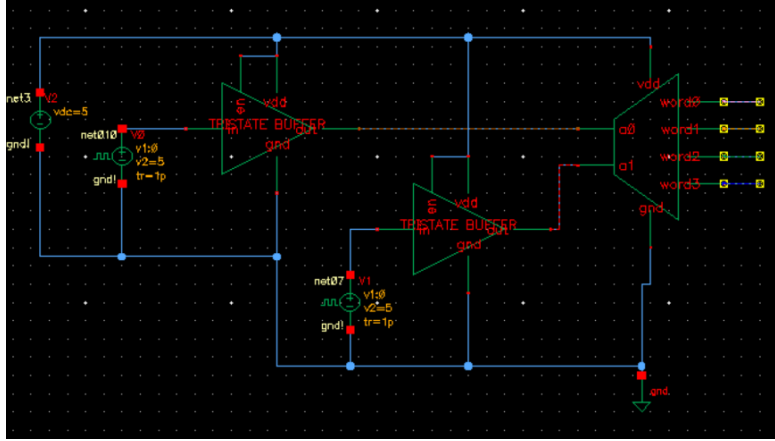 vdd
word0
a0
word1
word2
a1
word3
gnd
net3
V2
vdc=5
gnd!
en
vdd
TRISTATE BUFFER
in
out
gnd
net010
V0
v1:0
v2=5
tr=1p
gnd!
en
vdd
TRISTATE BUFFER
in
out
gnd
net07
V1
v1:0
v2=5
tr=1p
gnd!
gnd